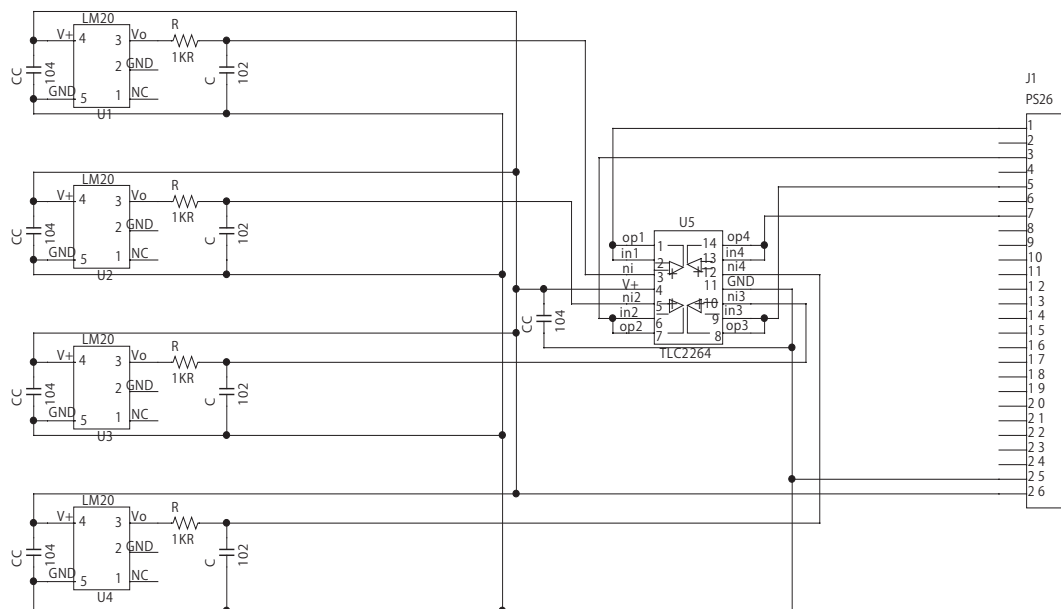 LM20
V+ 4 3 Vo
R
1KR
CC
104
2 GND
C
102
GND 5 1 NC
U1
LM20
V+ 4 3 Vo
R
1KR
CC
104
2 GND
C
102
GND 5 1 NC
U2
LM20
V+ 4 3 Vo
R
1KR
CC
104
2 GND
C
102
GND 5 1 NC
U3
LM20
V+ 4 3 Vo
R
1KR
CC
104
2 GND
C
102
GND 5 1 NC
U4
U5
op1 1 14 op4
in1 2 13 in4
ni 3 12 ni4
V+ 4 11 GND
ni2 5 10 ni3
in2 6 9 in3
op2 7 8 op3
TLC2264
CC
104
J1
PS26
1
2
3
4
5
6
7
8
9
10
11
12
13
14
15
16
17
18
19
20
21
22
23
24
25
26